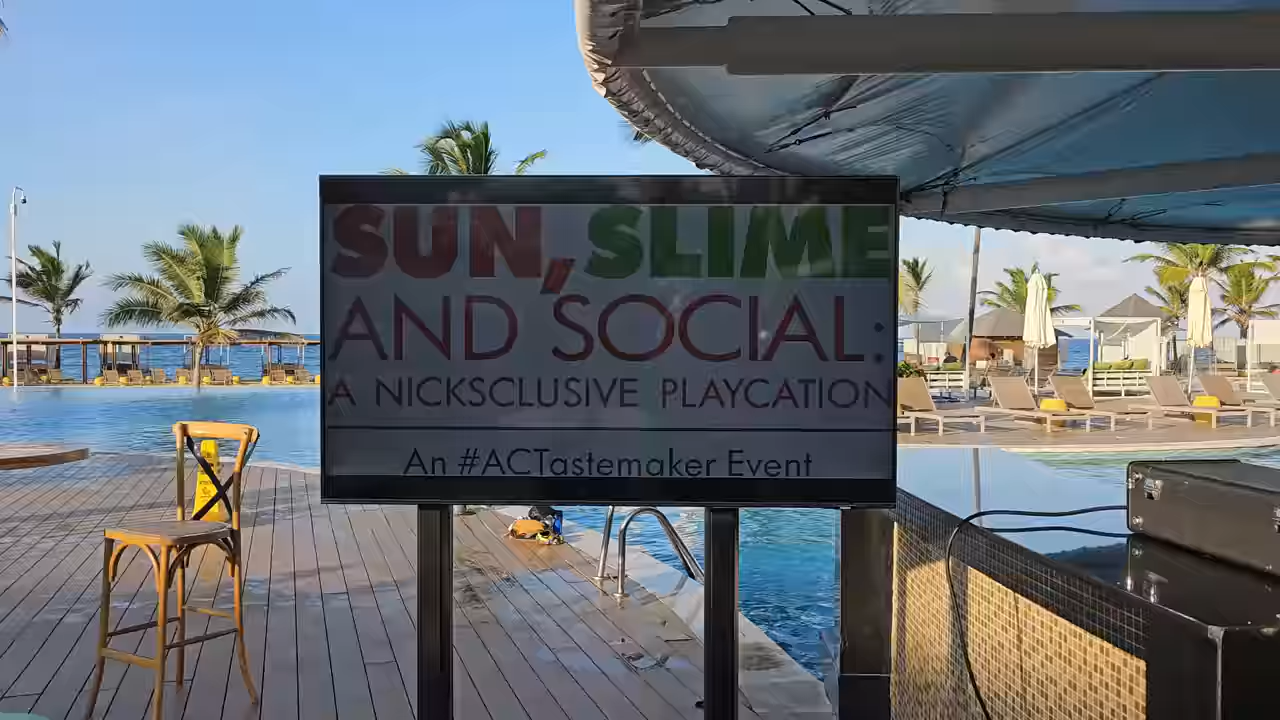 SUN, SLIME
AND SOCIAL:
A NICKSCLUSIVE PLAYCATION
An #ACTastemaker Event